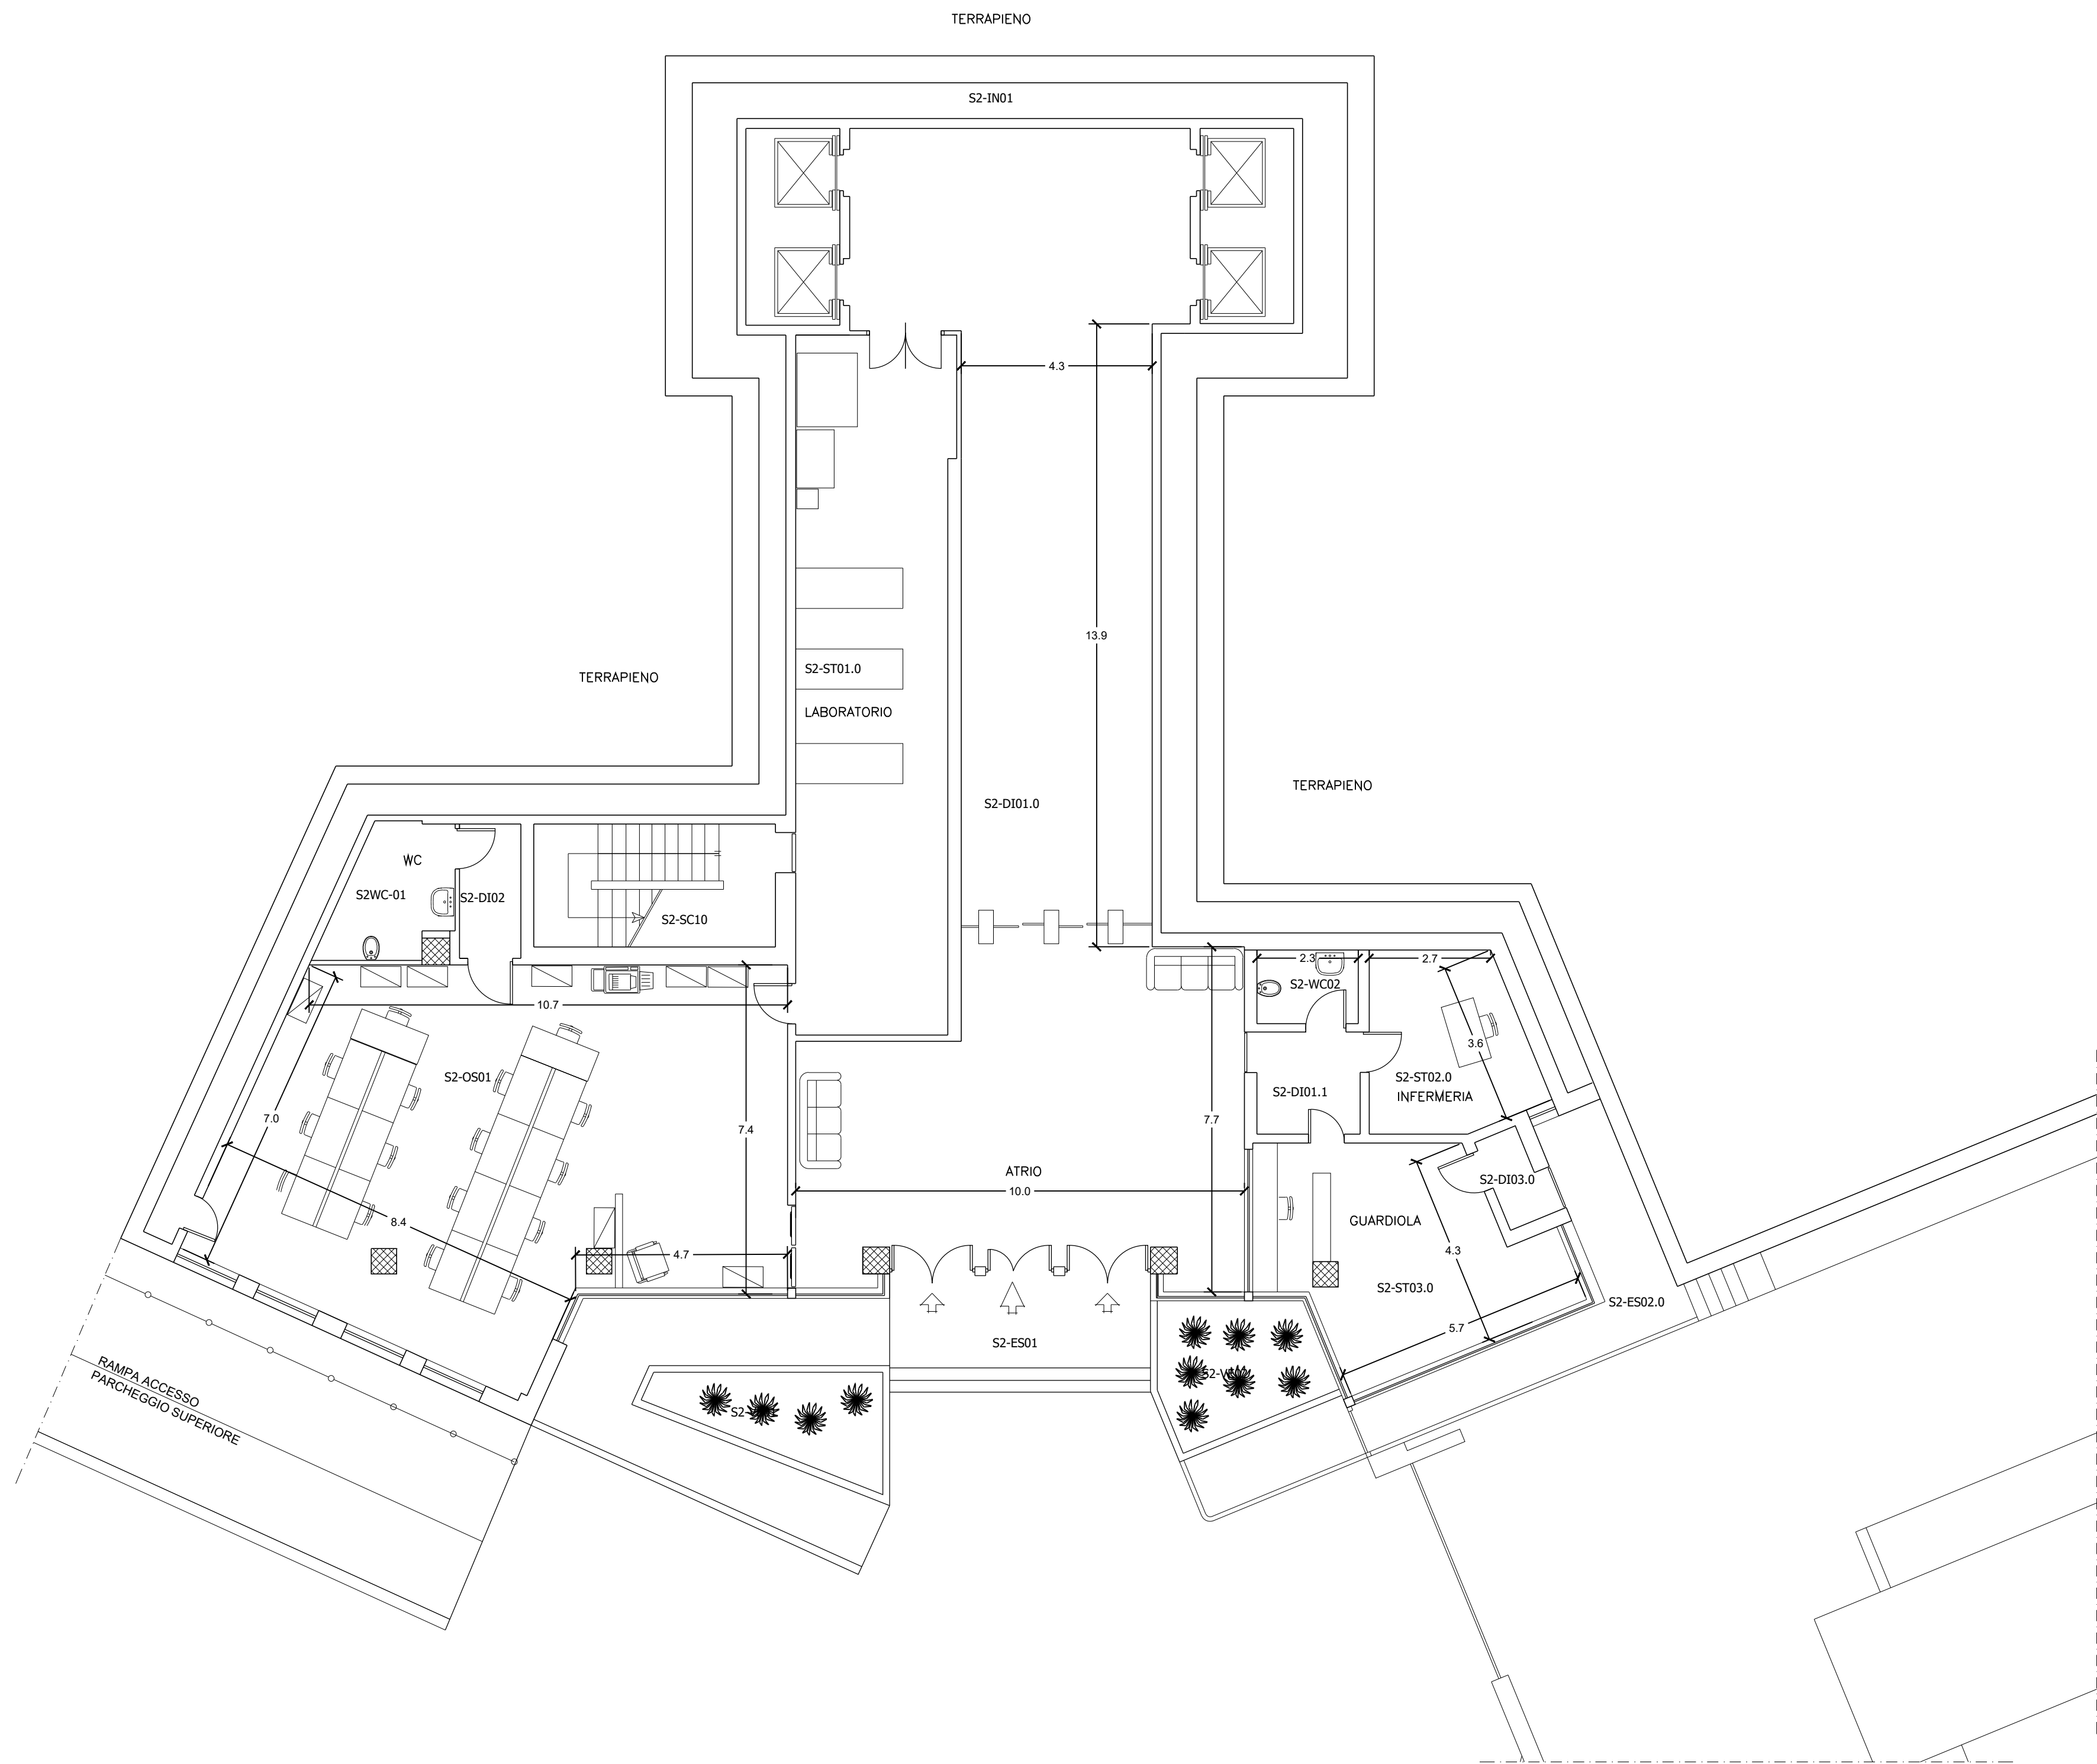 TERRAPIENO
S2-IN01
4.3
13.9
TERRAPIENO
S2-ST01.0
LABORATORIO
TERRAPIENO
S2-DI01.0
WC
S2WC-01
S2-DI02
S2-SC10
2.3
2.7
S2-WC02
10.7
3.6
S2-OS01
S2-ST02.0
INFERMERIA
S2-DI01.1
7.0
7.4
7.7
ATRIO
10.0
S2-DI03.0
8.4
GUARDIOLA
4.7
4.3
S2-ST03.0
S2-ES02.0
5.7
S2-ES01
RAMPA ACCESSO
PARCHEGGIO SUPERIORE